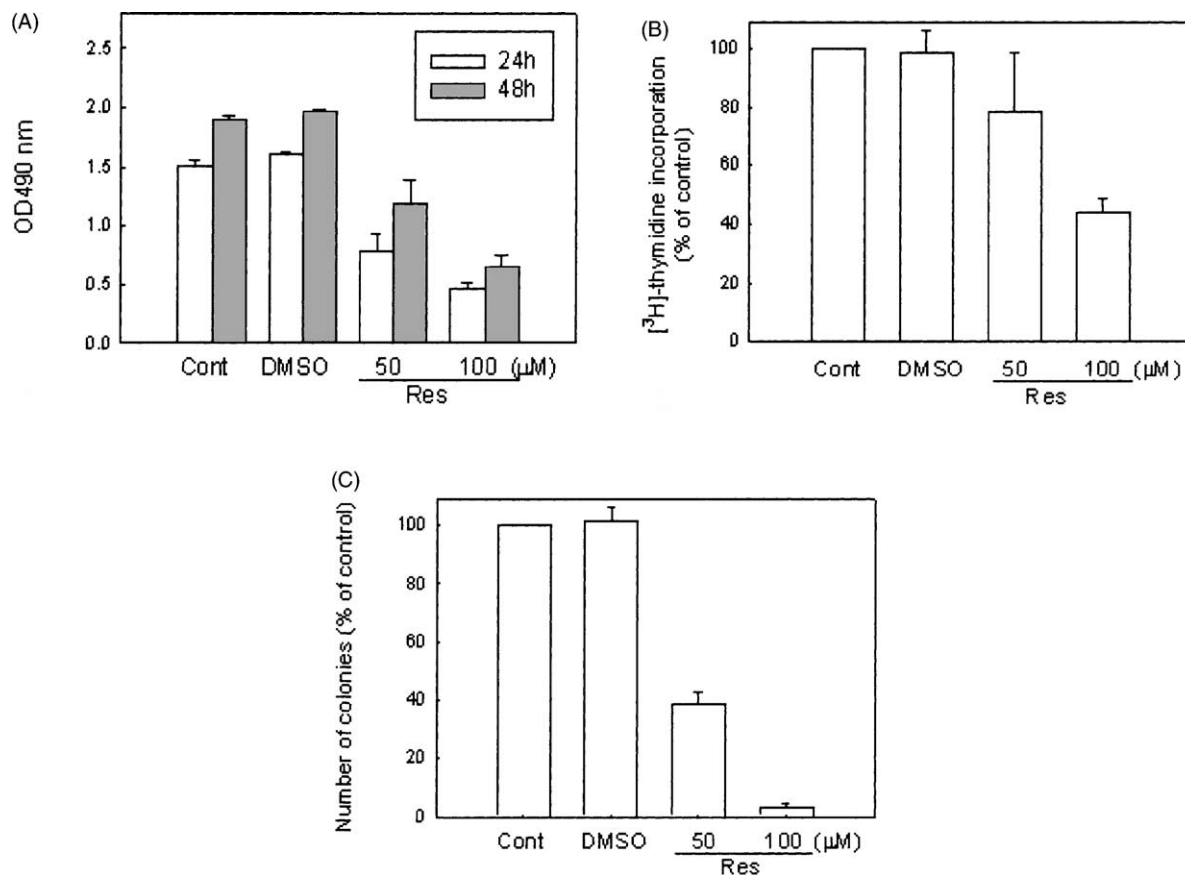 (A)
OD490 nm
2.5
2.0
1.5
1.0
0.5
0.0
24h
48h
Cont DMSO 50 100 (μM)
Res
(B)
[³H]-thymidine incorporation
(% of control)
100
80
60
40
20
0
Cont DMSO 50 100 (μM)
Res
(C)
Number of colonies (% of control)
100
80
60
40
20
0
Cont DMSO 50 100 (μM)
Res